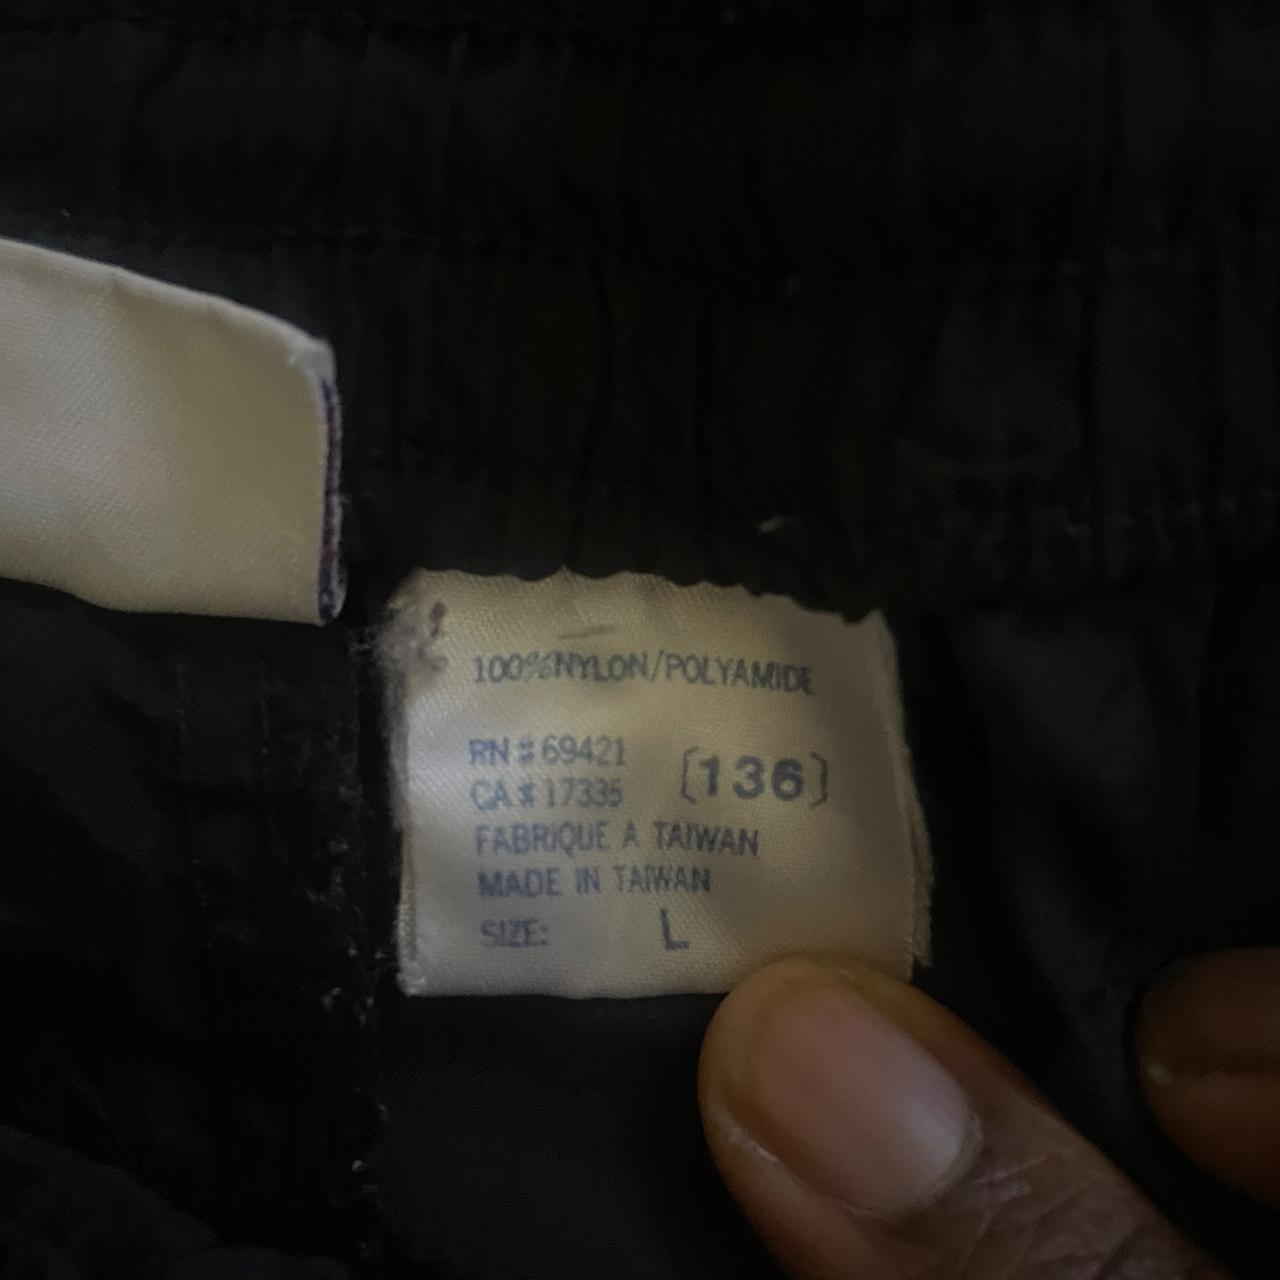 100% NYLON/POLYAMIDE
RN # 69421 [136]
CA # 17335
FABRIQUE A TAIWAN
MADE IN TAIWAN
SIZE: L